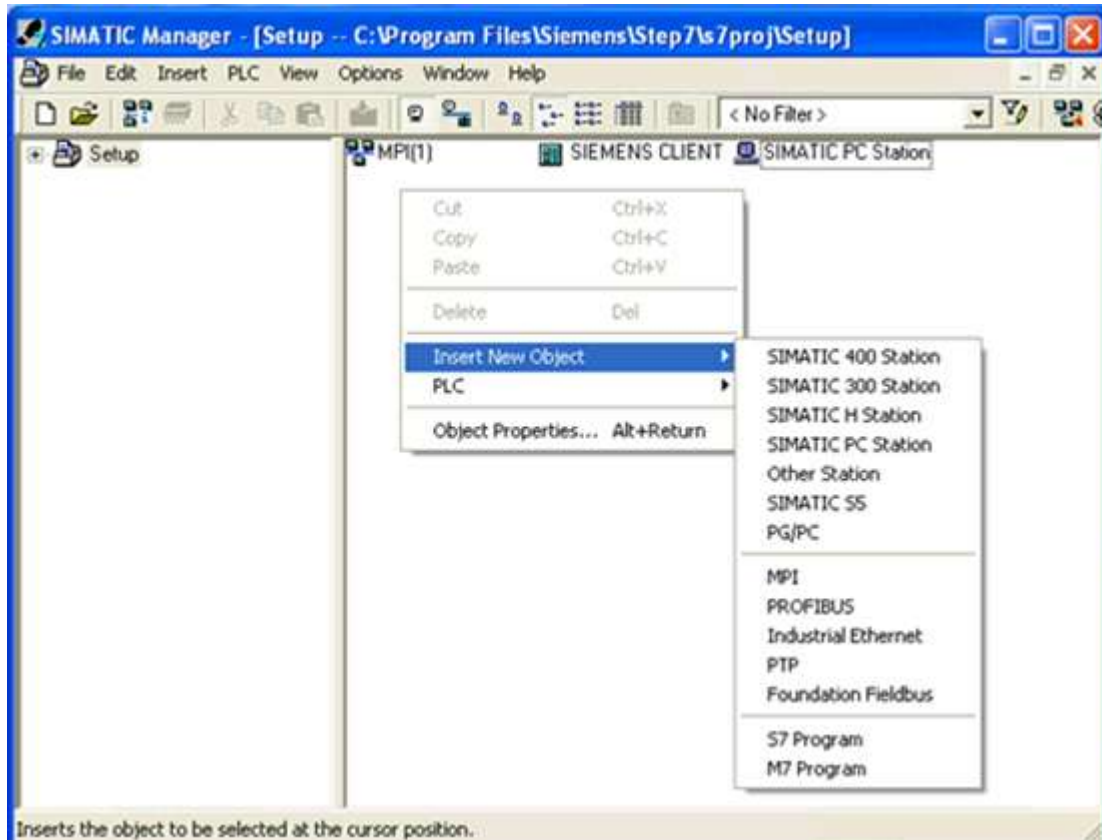 SIMATIC Manager - [Setup -- C:\Program Files\Siemens\Step7\s7proj\Setup]
File Edit Insert PLC View Options Window Help
< No Filter >
Setup
MPI(1) SIEMENS CLIENT SIMATIC PC Station
Cut Ctrl+X
Copy Ctrl+C
Paste Ctrl+V
Delete Del
Insert New Object
PLC
Object Properties... Alt+Return
SIMATIC 400 Station
SIMATIC 300 Station
SIMATIC H Station
SIMATIC PC Station
Other Station
SIMATIC S5
PG/PC
MPI
PROFIBUS
Industrial Ethernet
PTP
Foundation Fieldbus
S7 Program
M7 Program
Inserts the object to be selected at the cursor position.